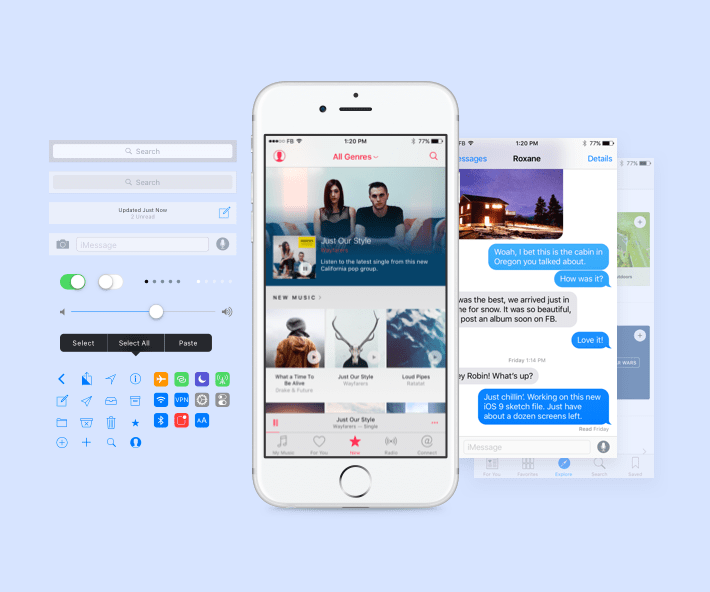 Search
Search
Updated Just Now
2 Unread
iMessage
Select
Select All
Paste
VPN
AA
FB
1:20 PM
77%
All Genres
Just Our Style
Wayfarers
Listen to the latest single from this new
California pop group.
NEW MUSIC
What a Time To
Be Alive
Drake & Future
Just Our Style
Wayfarers
Loud Pipes
Ratatat
Just Our Style
Wayfarers — Single
My Music
For You
New
Radio
Connect
FB
1:20 PM
77%
essages
Roxane
Details
Woah, I bet this is the cabin in
Oregon you talked about.
How was it?
was the best, we arrived just in
me for snow. It was so beautiful,
post an album soon on FB.
Love it!
Friday 1:14 PM
ey Robin! What's up?
Just chillin'. Working on this new
iOS 9 sketch file. Just have
about a dozen screens left.
Read Friday
iMessage
77%
WARS
For You
Favorites
Explore
Search
Saved